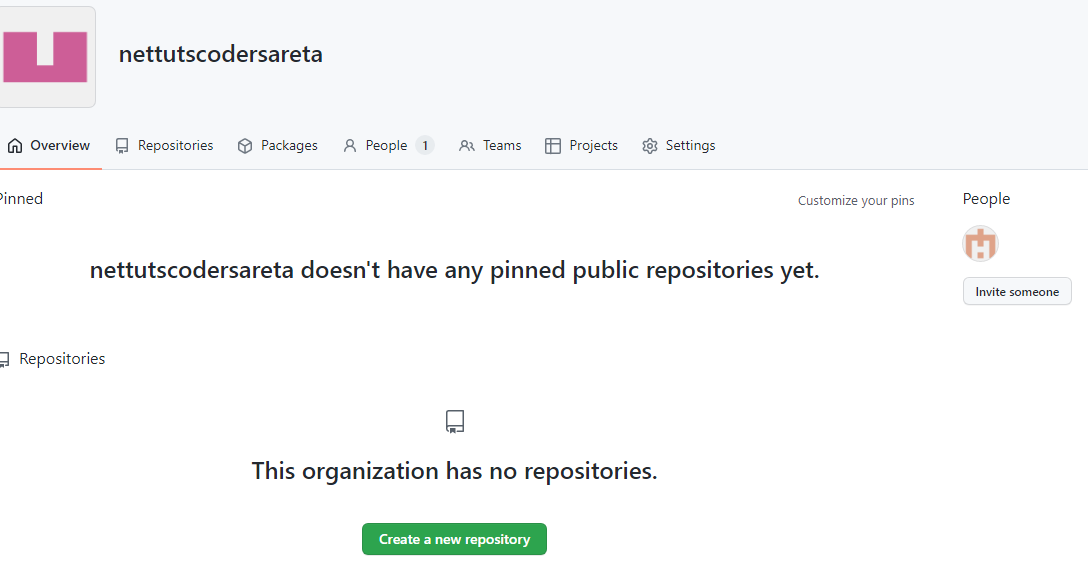 nettutscodersareta
Overview Repositories Packages People 1 Teams Projects Settings
Pinned Customize your pins People
nettutscodersareta doesn't have any pinned public repositories yet.
Invite someone
Repositories
This organization has no repositories.
Create a new repository